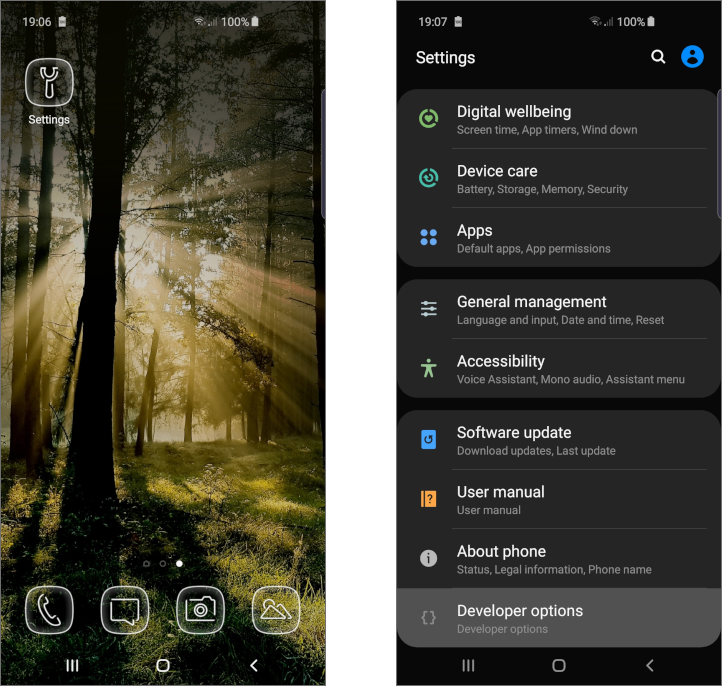 19:06
100%
Settings
19:07
100%
Settings
Digital wellbeing
Screen time, App timers, Wind down
Device care
Battery, Storage, Memory, Security
Apps
Default apps, App permissions
General management
Language and input, Date and time, Reset
Accessibility
Voice Assistant, Mono audio, Assistant menu
Software update
Download updates, Last update
User manual
User manual
About phone
Status, Legal information, Phone name
Developer options
Developer options